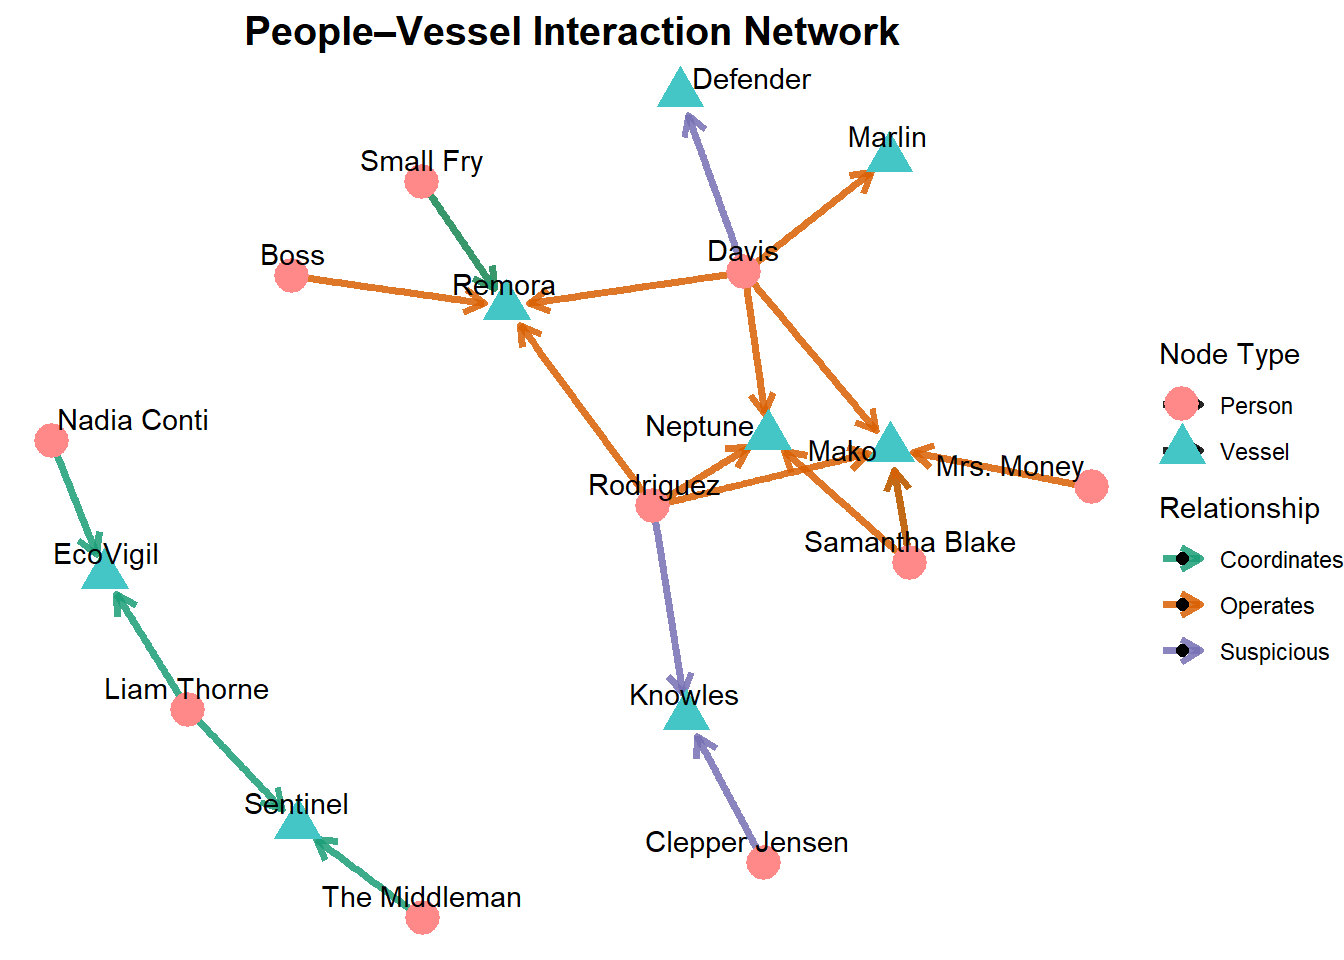 People–Vessel Interaction Network
Defender
Marlin
Small Fry
Boss
Davis
Remora
Nadia Conti
Neptune
Mako
Mrs. Money
Rodriguez
Samantha Blake
EcoVigil
Liam Thorne
Knowles
Sentinel
Clepper Jensen
The Middleman
Node Type
Person
Vessel
Relationship
Coordinates
Operates
Suspicious